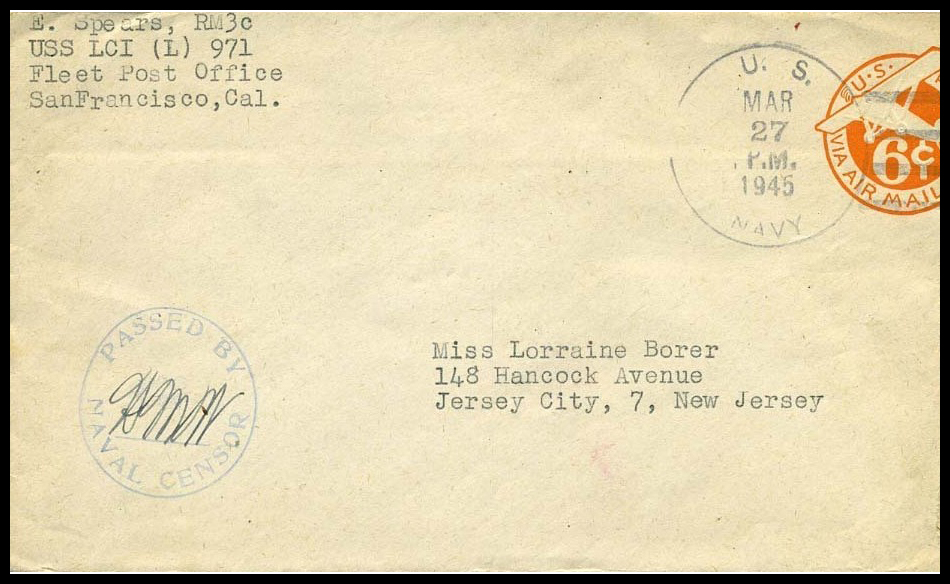 E. Spears, RM3c
USS LCI (L) 971
Fleet Post Office
SanFrancisco,Cal.
U. S.
MAR
27
P.M.
1945
NAVY
U.S.
6¢
VIA AIR MAIL
PASSED BY
NAVAL CENSOR
Miss Lorraine Borer
148 Hancock Avenue
Jersey City, 7, New Jersey